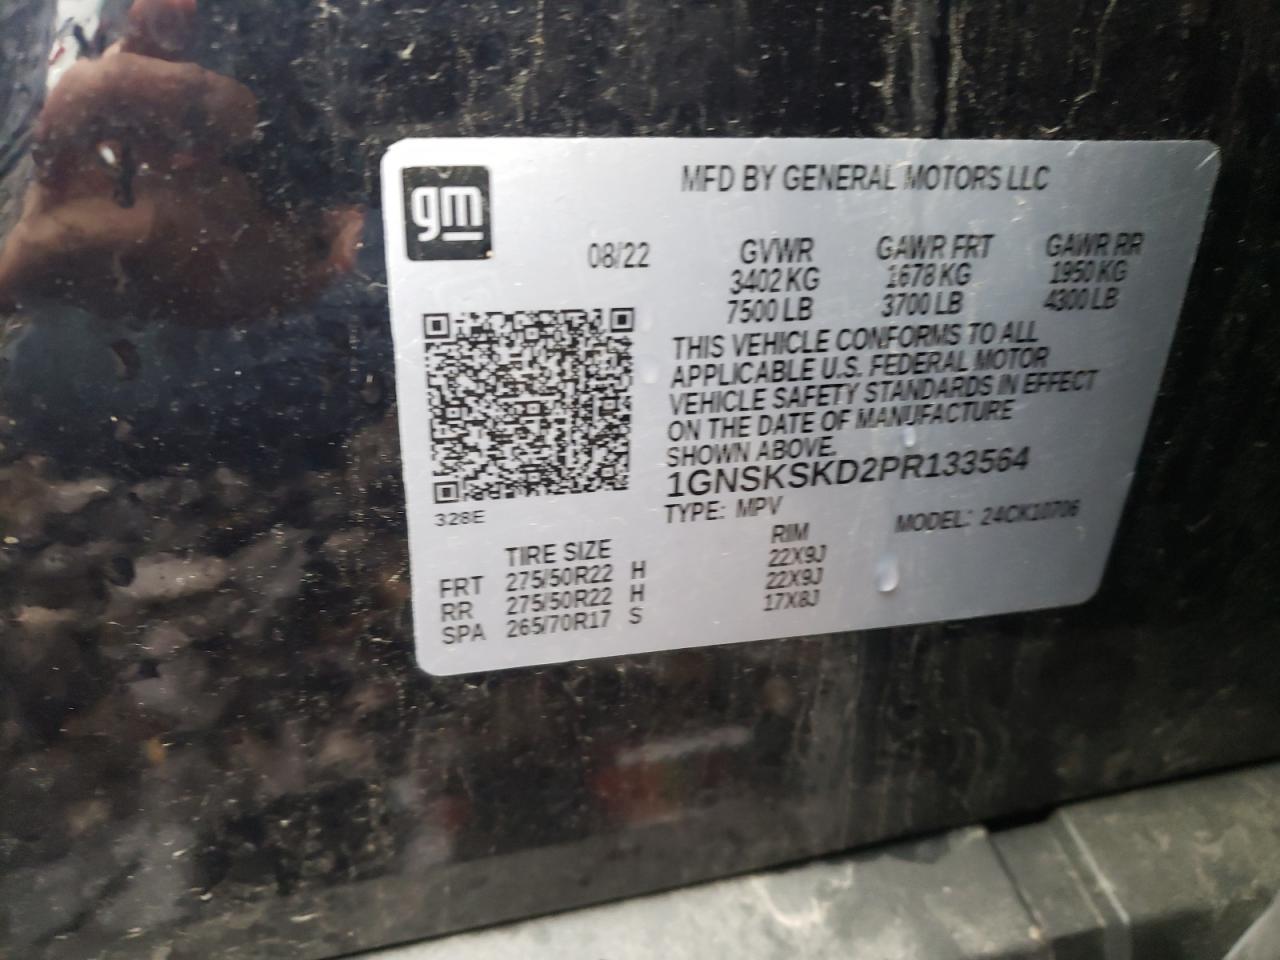 gm
MFD BY GENERAL MOTORS LLC
08/22 GVWR GAWR FRT GAWR RR
3402 KG 1678 KG 1950 KG
7500 LB 3700 LB 4300 LB
THIS VEHICLE CONFORMS TO ALL
APPLICABLE U.S. FEDERAL MOTOR
VEHICLE SAFETY STANDARDS IN EFFECT
ON THE DATE OF MANUFACTURE
SHOWN ABOVE.
1GNSKSKD2PR133564
328E
TYPE: MPV MODEL: 24CK10706
TIRE SIZE RIM
FRT 275/50R22 H 22X9J
RR 275/50R22 H 22X9J
SPA 265/70R17 S 17X8J